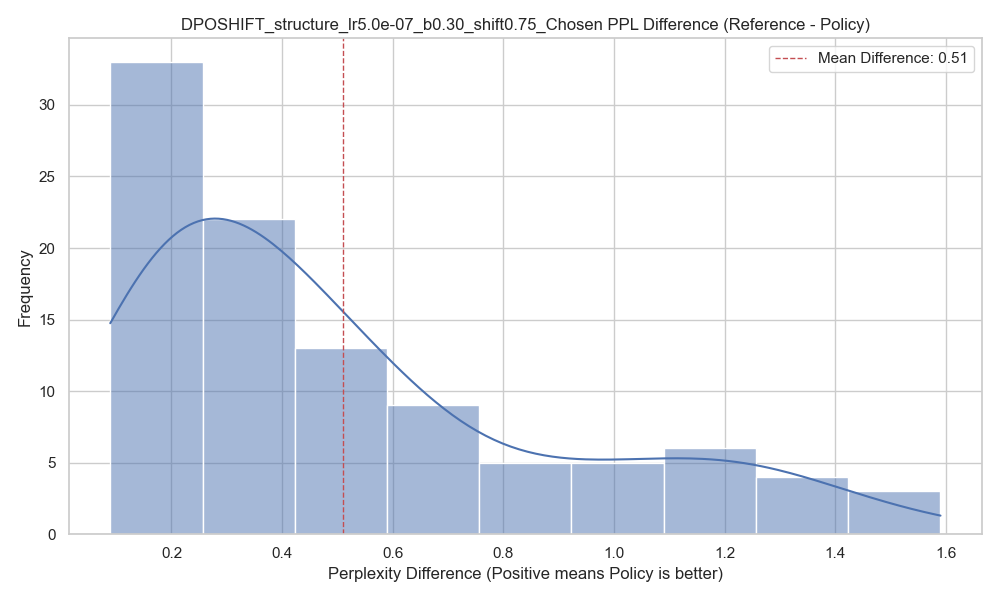 DPOSHIFT_structure_lr5.0e-07_b0.30_shift0.75_Chosen PPL Difference (Reference - Policy)
Mean Difference: 0.51
Frequency
30
25
20
15
10
5
0
0.2 0.4 0.6 0.8 1.0 1.2 1.4 1.6
Perplexity Difference (Positive means Policy is better)